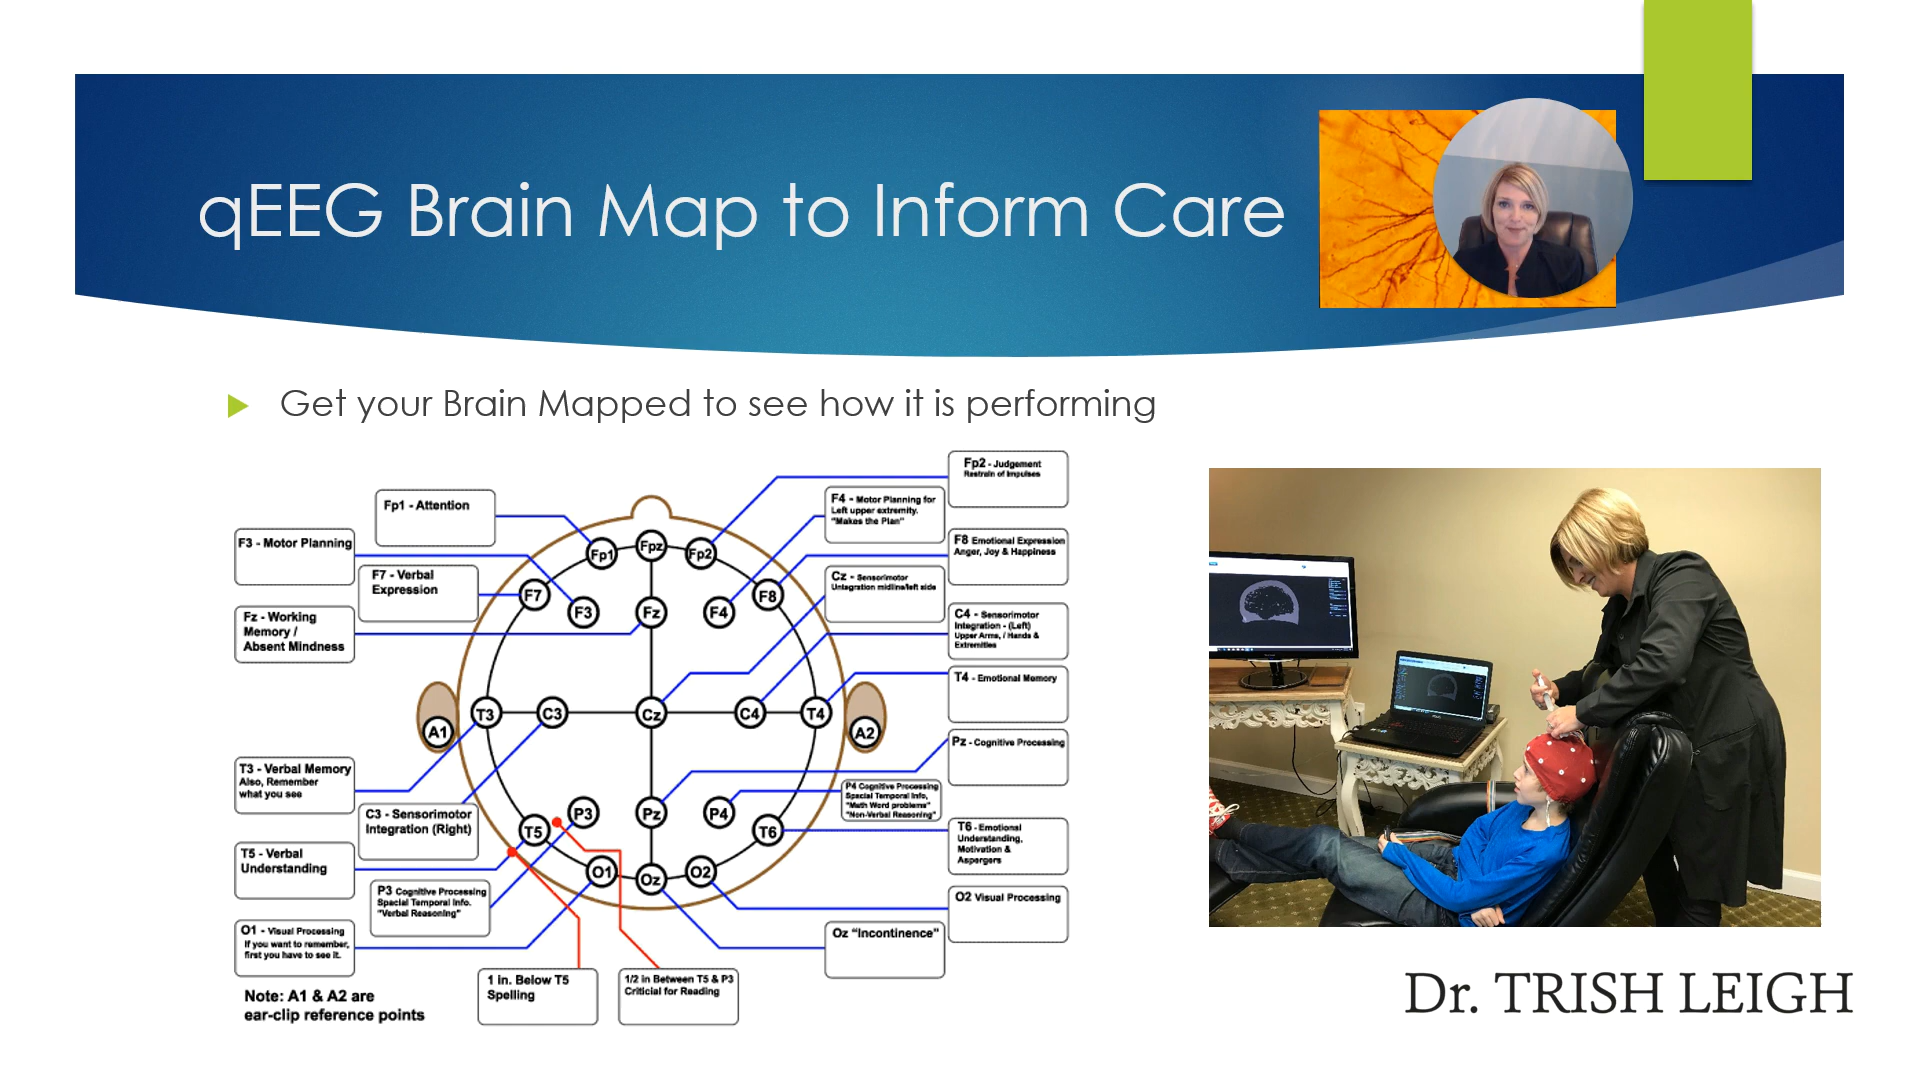 qEEG Brain Map to Inform Care
Get your Brain Mapped to see how it is performing
Fp1 - Attention
F3 - Motor Planning
F7 - Verbal
Expression
Fz - Working
Memory /
Absent Mindness
T3 - Verbal Memory
Also, Remember
what you see
C3 - Sensorimotor
Integration (Right)
T5 - Verbal
Understanding
P3 Cognitive Processing
Spacial Temporal Info.
"Verbal Reasoning"
O1 - Visual Processing
If you want to remember,
first you have to see it.
Note: A1 & A2 are
ear-clip reference points
1 in. Below T5
Spelling
1/2 in Between T5 & P3
Criticial for Reading
Fp1 Fpz Fp2
F7 F3 Fz F4 F8
A1 T3 C3 Cz C4 T4 A2
T5 P3 Pz P4 T6
O1 Oz O2
Fp2 - Judgement
Restrain of Impulses
F4 - Motor Planning for
Left upper extremity.
"Makes the Plan"
F8 Emotional Expression
Anger, Joy & Happiness
Cz - Sensorimotor
Untagration midline/left side
C4 - Sensorimotor
Integration - (Left)
Upper Arms, / Hands &
Extremities
T4 - Emotional Memory
Pz - Cognitive Processing
P4 Cognitive Processing
Spacial Temporal Info,
"Math Word problems"
"Non-Verbal Reasoning"
T6 - Emotional
Understanding,
Motivation &
Aspergers
O2 Visual Processing
Oz "Incontinence"
Dr. TRISH LEIGH